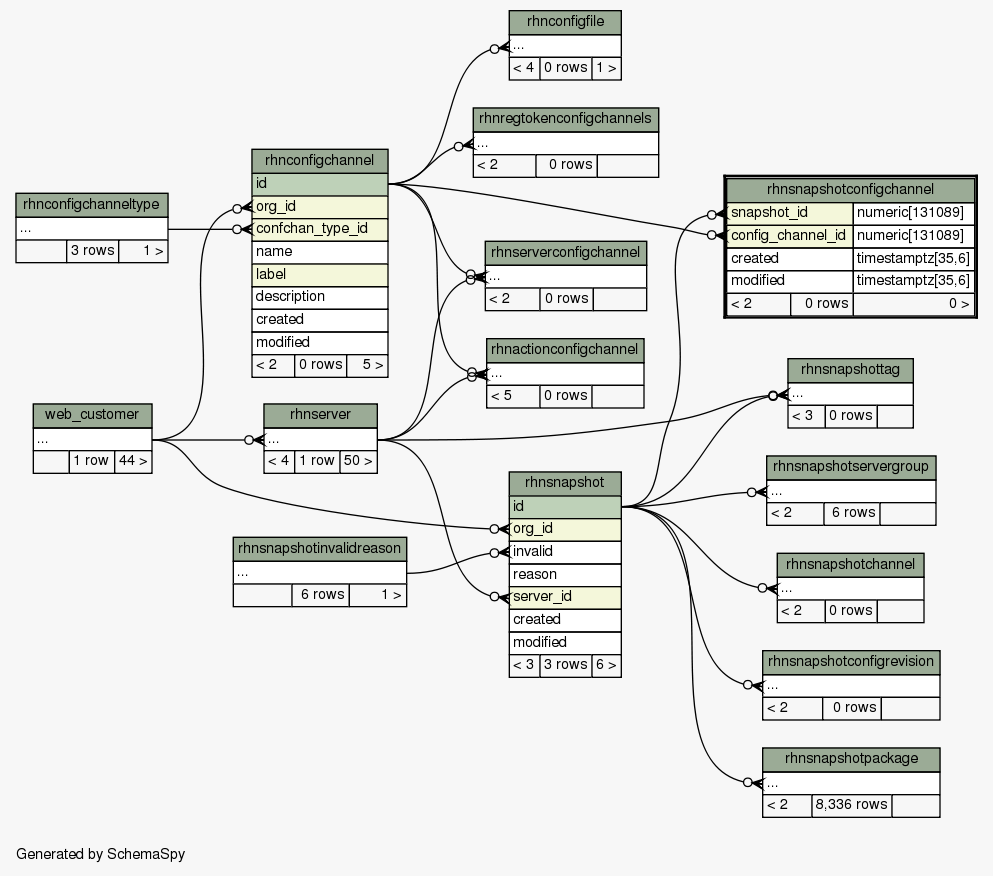 rhnconfigfile
...
< 4 0 rows 1 >
rhnregtokenconfigchannels
...
< 2 0 rows
rhnconfigchannel
id
org_id
confchan_type_id
name
label
description
created
modified
< 2 0 rows 5 >
rhnconfigchanneltype
...
3 rows 1 >
rhnsnapshotconfigchannel
snapshot_id numeric[131089]
config_channel_id numeric[131089]
created timestamptz[35,6]
modified timestamptz[35,6]
< 2 0 rows 0 >
rhnserverconfigchannel
...
< 2 0 rows
rhnactionconfigchannel
...
< 5 0 rows
rhnsnapshottag
...
< 3 0 rows
web_customer
...
1 row 44 >
rhnserver
...
< 4 1 row 50 >
rhnsnapshotservergroup
...
< 2 6 rows
rhnsnapshot
id
org_id
invalid
reason
server_id
created
modified
< 3 3 rows 6 >
rhnsnapshotinvalidreason
...
6 rows 1 >
rhnsnapshotchannel
...
< 2 0 rows
rhnsnapshotconfigrevision
...
< 2 0 rows
rhnsnapshotpackage
...
< 2 8,336 rows
Generated by SchemaSpy